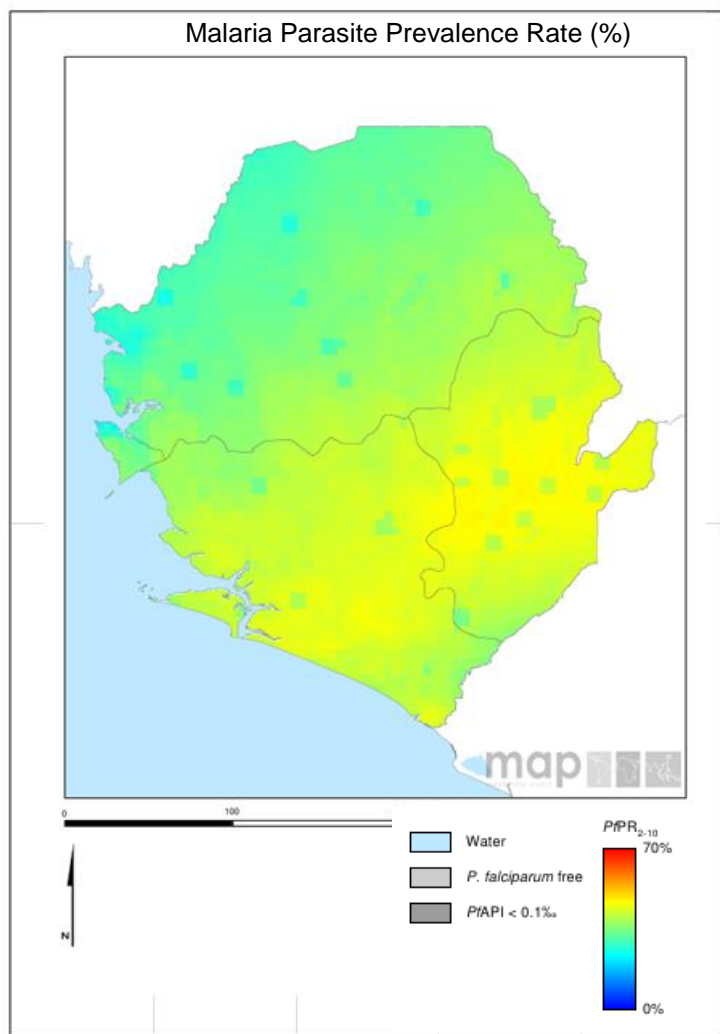 Malaria Parasite Prevalence Rate (%)
map
0 100
Water
P. falciparum free
PfAPI < 0.1‰
PfPR2-10
70%
0%
N